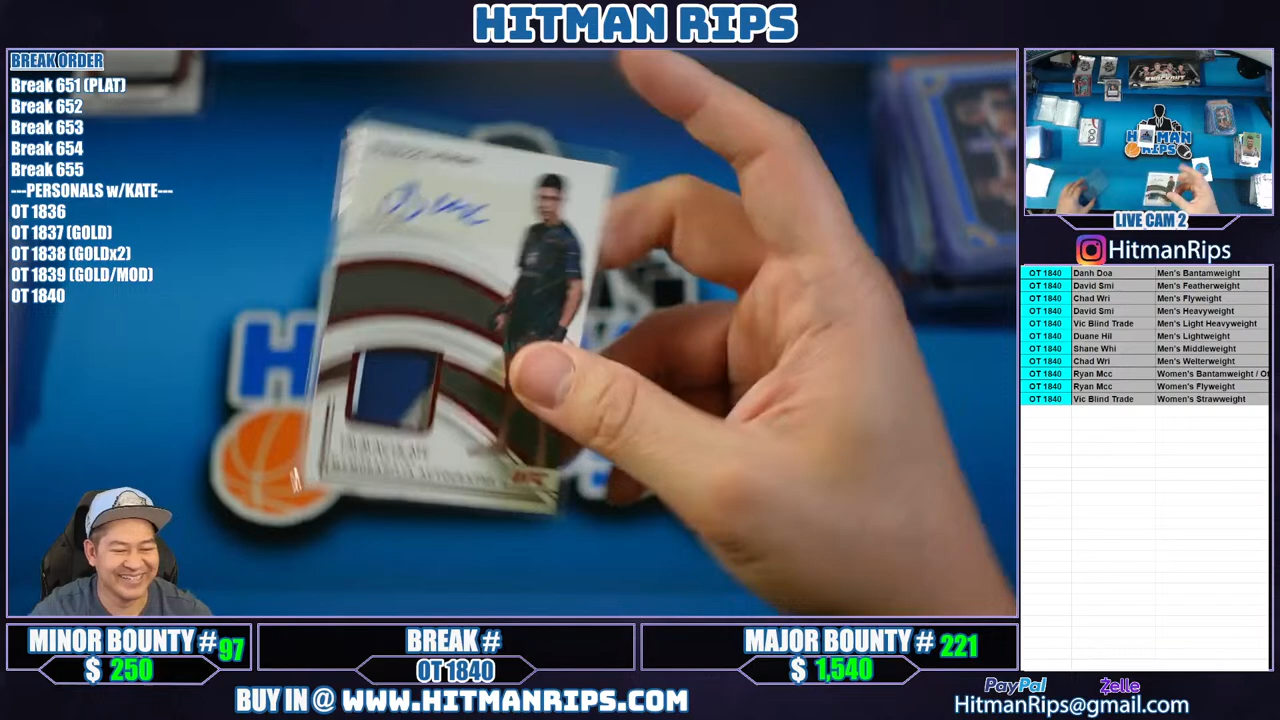 HITMAN RIPS
BREAK ORDER
Break 651 (PLAT)
Break 652
Break 653
Break 654
Break 655
---PERSONALS w/KATE---
OT 1836
OT 1837 (GOLD)
OT 1838 (GOLDx2)
OT 1839 (GOLD/MOD)
OT 1840
KNOCKOUT
HITMAN
RIPS
LIVE CAM 2
HitmanRips
OT 1840 Danh Doa Men's Bantamweight
OT 1840 David Smi Men's Featherweight
OT 1840 Chad Wri Men's Flyweight
OT 1840 David Smi Men's Heavyweight
OT 1840 Vic Blind Trade Men's Light Heavyweight
OT 1840 Duane Hil Men's Lightweight
OT 1840 Shane Whi Men's Middleweight
OT 1840 Chad Wri Men's Welterweight
OT 1840 Ryan Mcc Women's Bantamweight / Ot
OT 1840 Ryan Mcc Women's Flyweight
OT 1840 Vic Blind Trade Women's Strawweight
MINOR BOUNTY # 97
$ 250
BREAK #
OT 1840
MAJOR BOUNTY # 221
$ 1,540
BUY IN @ WWW.HITMANRIPS.COM
PayPal Zelle
HitmanRips@gmail.com